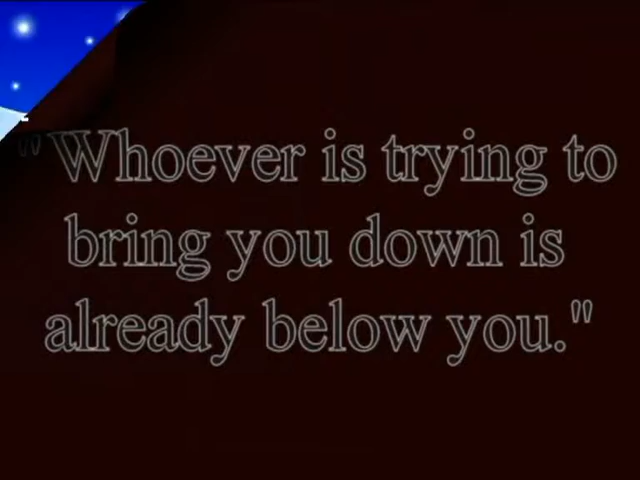 "Whoever is trying to
bring you down is
already below you."